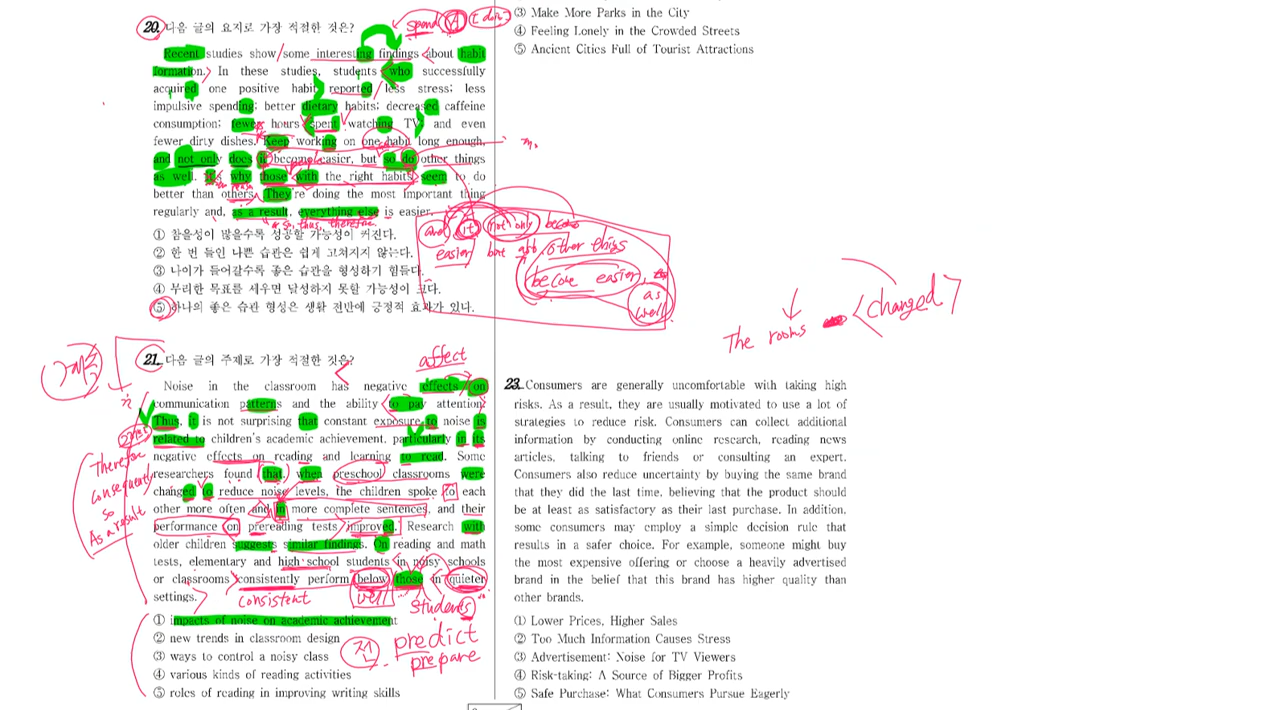 20. 다음 글의 요지로 가장 적절한 것은?
Recent studies show some interesting findings about habit
formation. In these studies, students who successfully
acquired one positive habit reported less stress; less
impulsive spending; better dietary habits; decreased caffeine
consumption; fewer hours spent watching TV; and even
fewer dirty dishes. Keep working on one habit long enough,
and not only does it become easier, but so do other things
as well. It's why those with the right habits seem to do
better than others. They're doing the most important thing
regularly and, as a result, everything else is easier.
① 참을성이 많을수록 성공할 가능성이 커진다.
② 한 번 들인 나쁜 습관은 쉽게 고쳐지지 않는다.
③ 나이가 들어갈수록 좋은 습관을 형성하기 힘들다.
④ 무리한 목표를 세우면 달성하지 못할 가능성이 크다.
⑤ 하나의 좋은 습관 형성은 생활 전반에 긍정적 효과가 있다.
spend
so, thus, therefore
and it not only
easier but other things
become easier,
as
well
21. 다음 글의 주제로 가장 적절한 것은?
affect
Noise in the classroom has negative effects on
communication patterns and the ability to pay attention.
Thus, it is not surprising that constant exposure to noise is
related to children's academic achievement, particularly in its
negative effects on reading and learning to read. Some
researchers found that, when preschool classrooms were
changed to reduce noise levels, the children spoke to each
other more often and in more complete sentences, and their
performance on prereading tests improved. Research with
older children suggests similar findings. On reading and math
tests, elementary and high school students in noisy schools
or classrooms consistently perform below those in quieter
settings.
Therefore
Consequently
so
As a result
consistent
well
students
① impacts of noise on academic achievement
② new trends in classroom design
③ ways to control a noisy class
④ various kinds of reading activities
⑤ roles of reading in improving writing skills
전
predict
prepare
③ Make More Parks in the City
④ Feeling Lonely in the Crowded Streets
⑤ Ancient Cities Full of Tourist Attractions
The rooms changed
23. Consumers are generally uncomfortable with taking high
risks. As a result, they are usually motivated to use a lot of
strategies to reduce risk. Consumers can collect additional
information by conducting online research, reading news
articles, talking to friends or consulting an expert.
Consumers also reduce uncertainty by buying the same brand
that they did the last time, believing that the product should
be at least as satisfactory as their last purchase. In addition,
some consumers may employ a simple decision rule that
results in a safer choice. For example, someone might buy
the most expensive offering or choose a heavily advertised
brand in the belief that this brand has higher quality than
other brands.
① Lower Prices, Higher Sales
② Too Much Information Causes Stress
③ Advertisement: Noise for TV Viewers
④ Risk-taking: A Source of Bigger Profits
⑤ Safe Purchase: What Consumers Pursue Eagerly